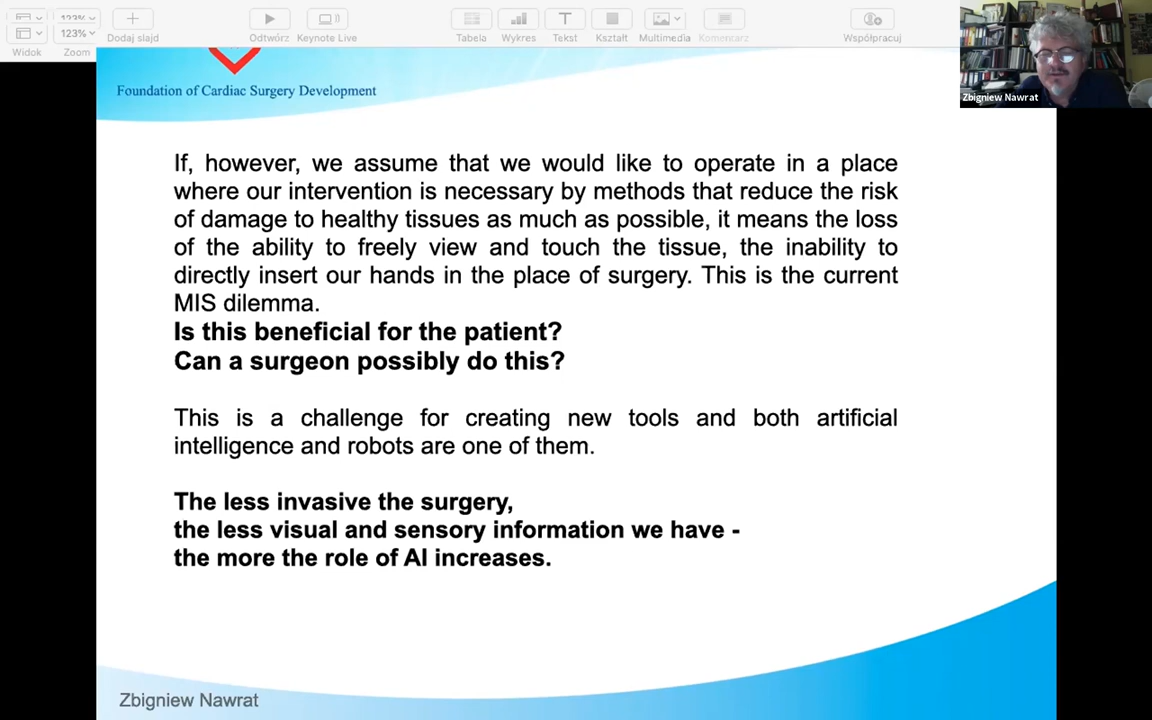 123%
123%
Widok
Zoom
Dodaj slajd
Odtwórz
Keynote Live
Tabela
Wykres
Tekst
Kształt
Multimedia
Komentarz
Współpracuj
Zbigniew Nawrat
Foundation of Cardiac Surgery Development
If, however, we assume that we would like to operate in a place
where our intervention is necessary by methods that reduce the risk
of damage to healthy tissues as much as possible, it means the loss
of the ability to freely view and touch the tissue, the inability to
directly insert our hands in the place of surgery. This is the current
MIS dilemma.
Is this beneficial for the patient?
Can a surgeon possibly do this?
This is a challenge for creating new tools and both artificial
intelligence and robots are one of them.
The less invasive the surgery,
the less visual and sensory information we have -
the more the role of AI increases.
Zbigniew Nawrat